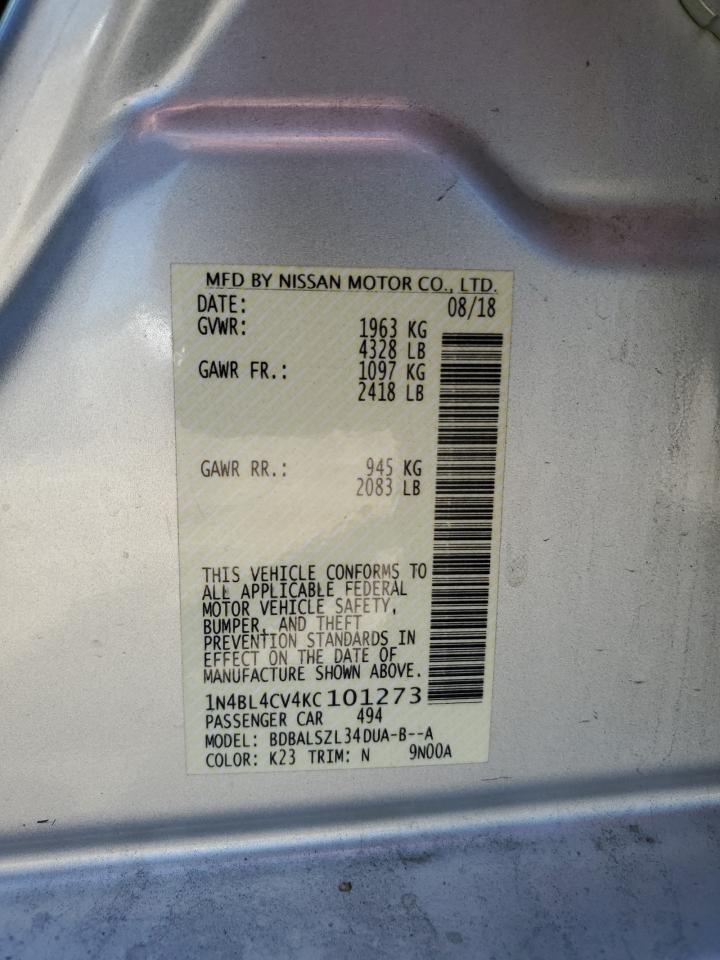 MFD BY NISSAN MOTOR CO., LTD.
DATE: 08/18
GVWR: 1963 KG
4328 LB
GAWR FR.: 1097 KG
2418 LB
GAWR RR.: 945 KG
2083 LB
THIS VEHICLE CONFORMS TO
ALL APPLICABLE FEDERAL
MOTOR VEHICLE SAFETY,
BUMPER, AND THEFT
PREVENTION STANDARDS IN
EFFECT ON THE DATE OF
MANUFACTURE SHOWN ABOVE.
1N4BL4CV4KC101273
PASSENGER CAR 494
MODEL: BDBALSZL34DUA-B--A
COLOR: K23 TRIM: N 9N00A